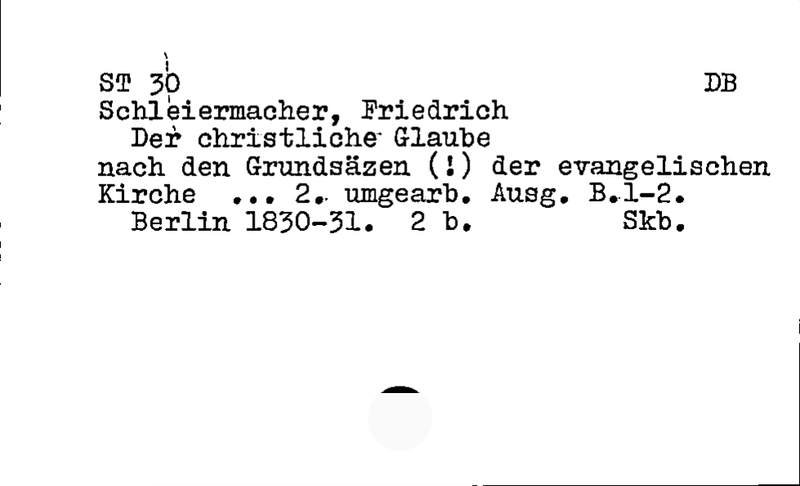 ST 30 DB
Schleiermacher, Friedrich
Der christliche Glaube
nach den Grundsäzen (!) der evangelischen
Kirche ... 2. umgearb. Ausg. B.1-2.
Berlin 1830-31. 2 b. Skb.